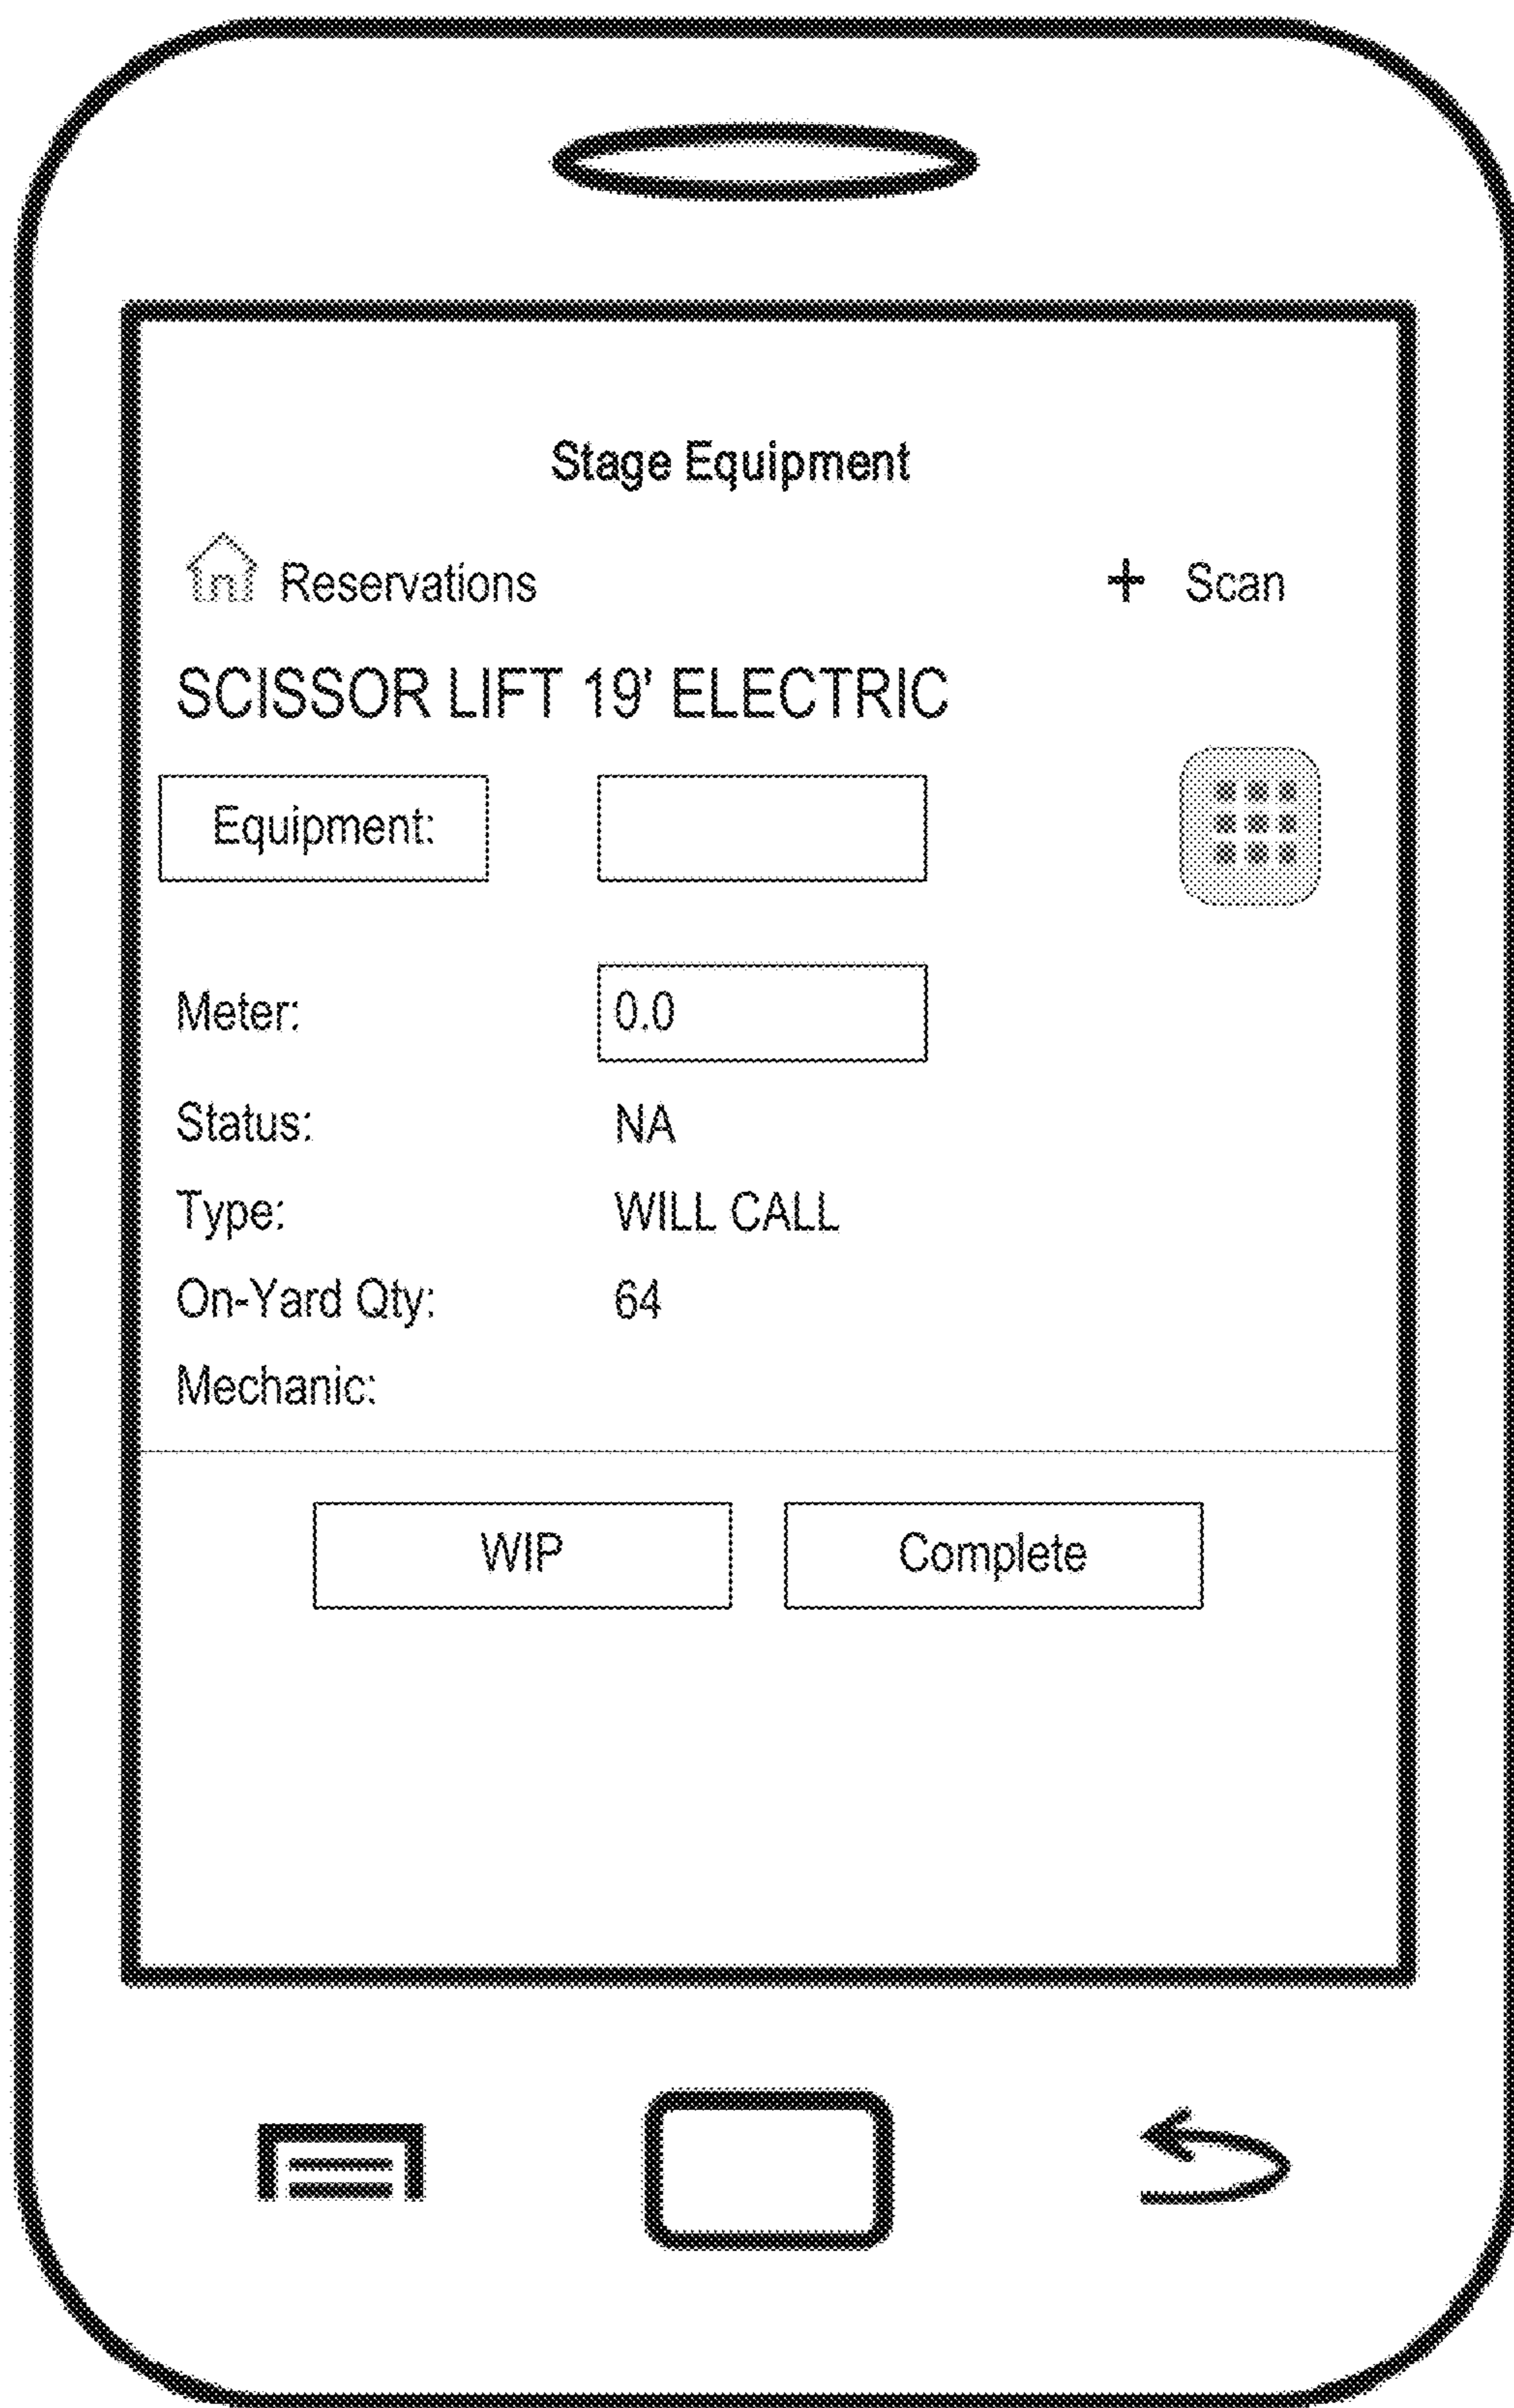 Stage Equipment
Reservations + Scan
SCISSOR LIFT 19' ELECTRIC
Equipment:
Meter: 0.0
Status: NA
Type: WILL CALL
On-Yard Qty: 64
Mechanic:
WIP Complete